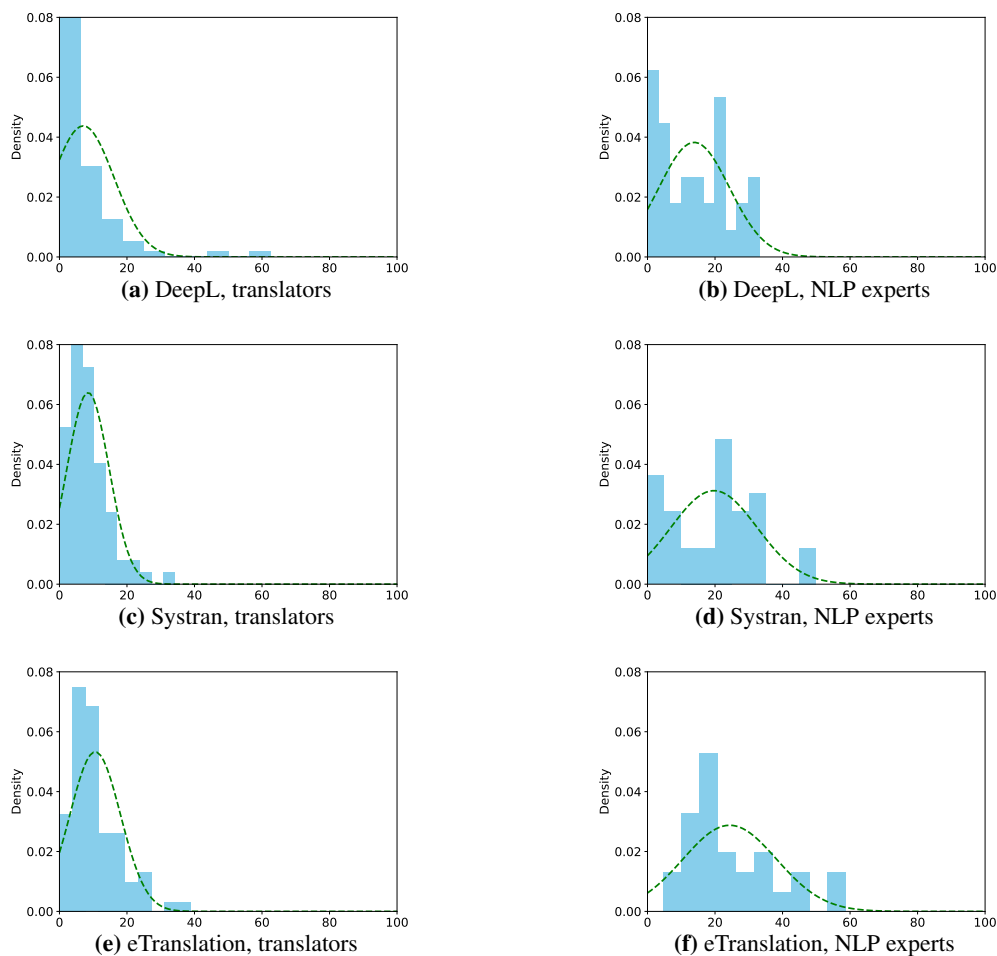 0.08
0.06
0.04
0.02
0.00
Density
0 20 40 60 80 100
(a) DeepL, translators
0.08
0.06
0.04
0.02
0.00
Density
0 20 40 60 80 100
(b) DeepL, NLP experts
0.08
0.06
0.04
0.02
0.00
Density
0 20 40 60 80 100
(c) Systran, translators
0.08
0.06
0.04
0.02
0.00
Density
0 20 40 60 80 100
(d) Systran, NLP experts
0.08
0.06
0.04
0.02
0.00
Density
0 20 40 60 80 100
(e) eTranslation, translators
0.08
0.06
0.04
0.02
0.00
Density
0 20 40 60 80 100
(f) eTranslation, NLP experts